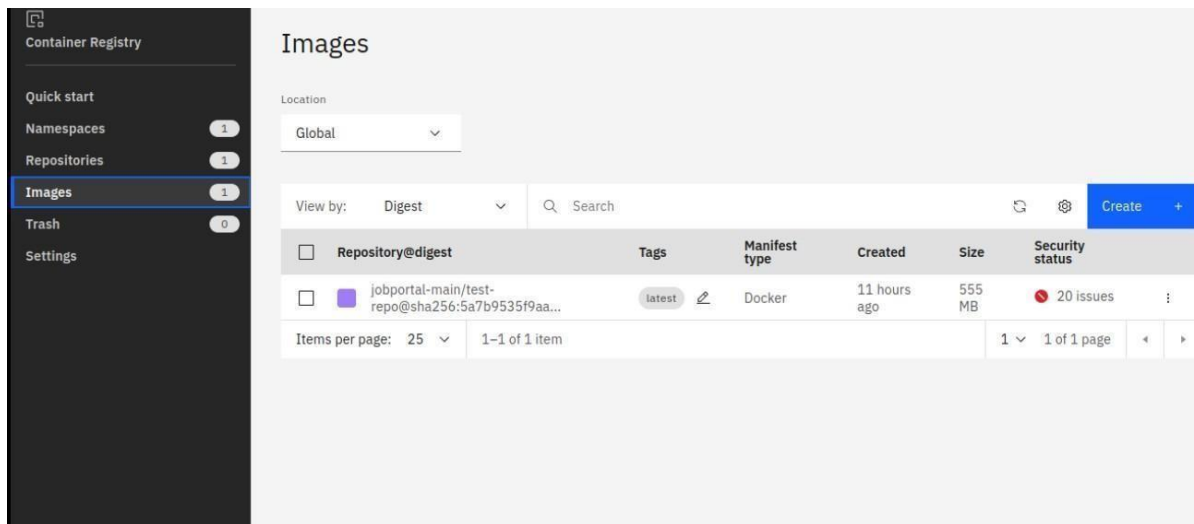 Container Registry
Quick start
Namespaces 1
Repositories 1
Images 1
Trash 0
Settings
Images
Location
Global
View by: Digest Search Create +
Repository@digest Tags Manifest type Created Size Security status
jobportal-main/test-
repo@sha256:5a7b9535f9aa... latest Docker 11 hours ago 555 MB 20 issues
Items per page: 25 1–1 of 1 item 1 1 of 1 page